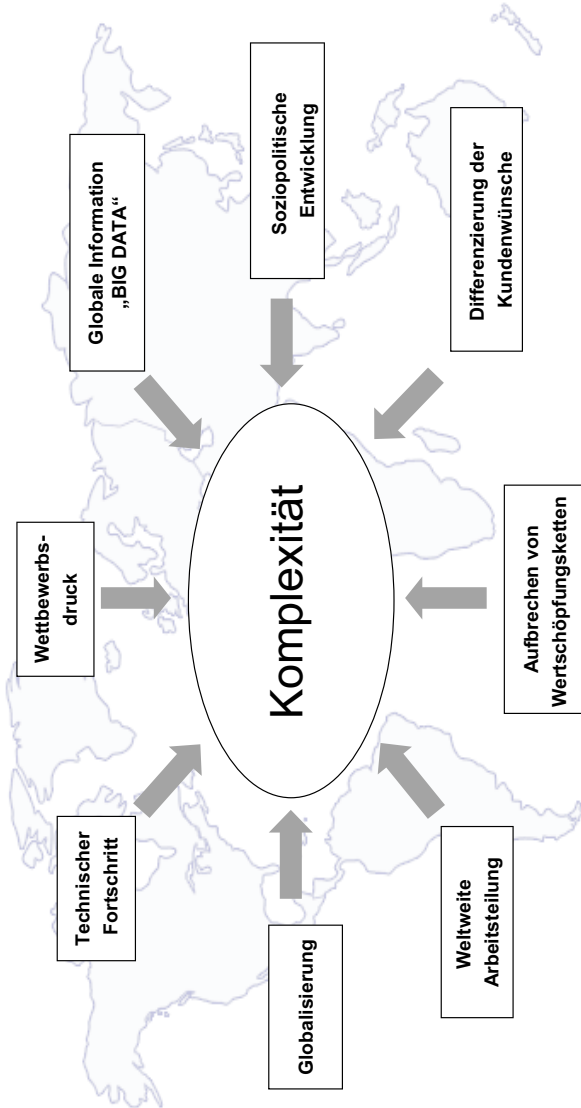 Technischer
Fortschritt
Wettbewerbs-
druck
Globale Information
„BIG DATA“
Globalisierung
Komplexität
Soziopolitische
Entwicklung
Weltweite
Arbeitsteilung
Aufbrechen von
Wertschöpfungsketten
Differenzierung der
Kundenwünsche